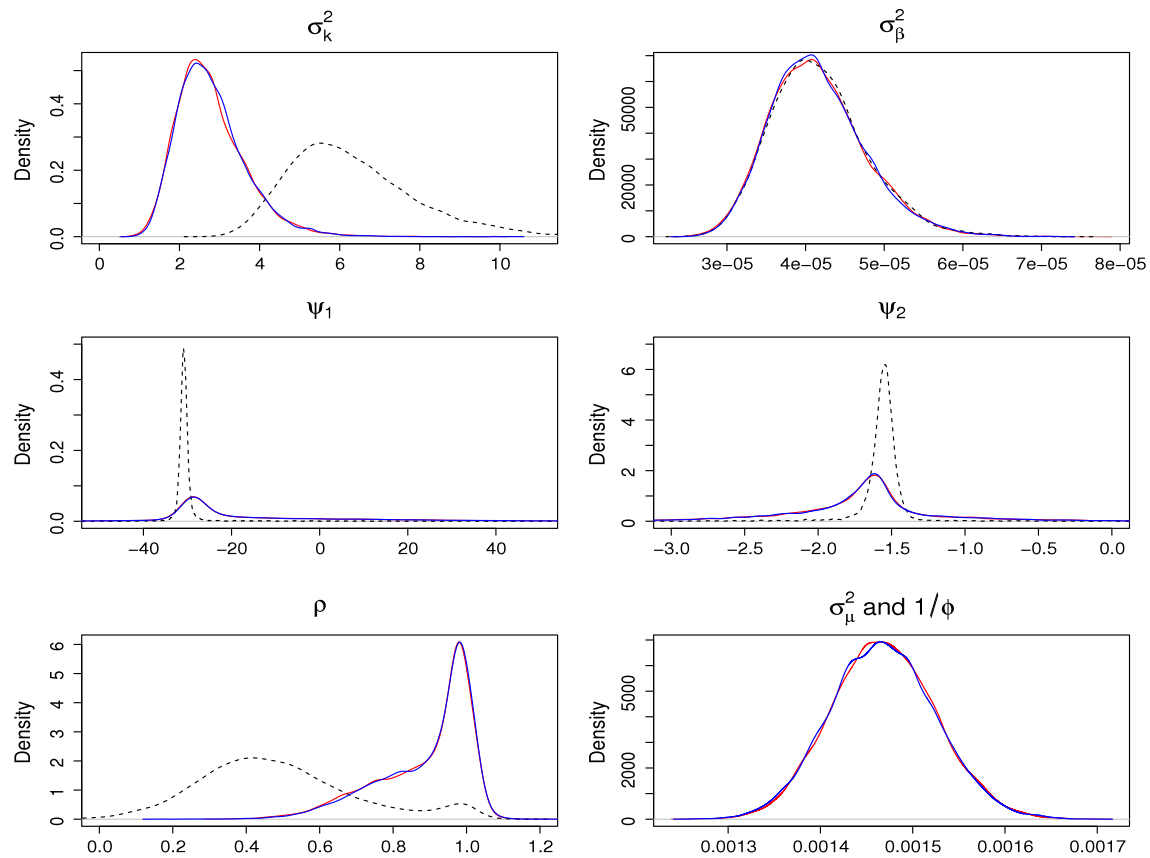 σ²ₖ
Density
0.0 0.2 0.4
0 2 4 6 8 10
σ²ᵦ
Density
0 20000 50000
3e−05 4e−05 5e−05 6e−05 7e−05 8e−05
ψ₁
Density
0.0 0.2 0.4
−40 −20 0 20 40
ψ₂
Density
0 2 4 6
−3.0 −2.5 −2.0 −1.5 −1.0 −0.5 0.0
ρ
Density
0 1 2 3 4 5 6
0.0 0.2 0.4 0.6 0.8 1.0 1.2
σ²_μ and 1/ϕ
Density
0 2000 5000
0.0013 0.0014 0.0015 0.0016 0.0017